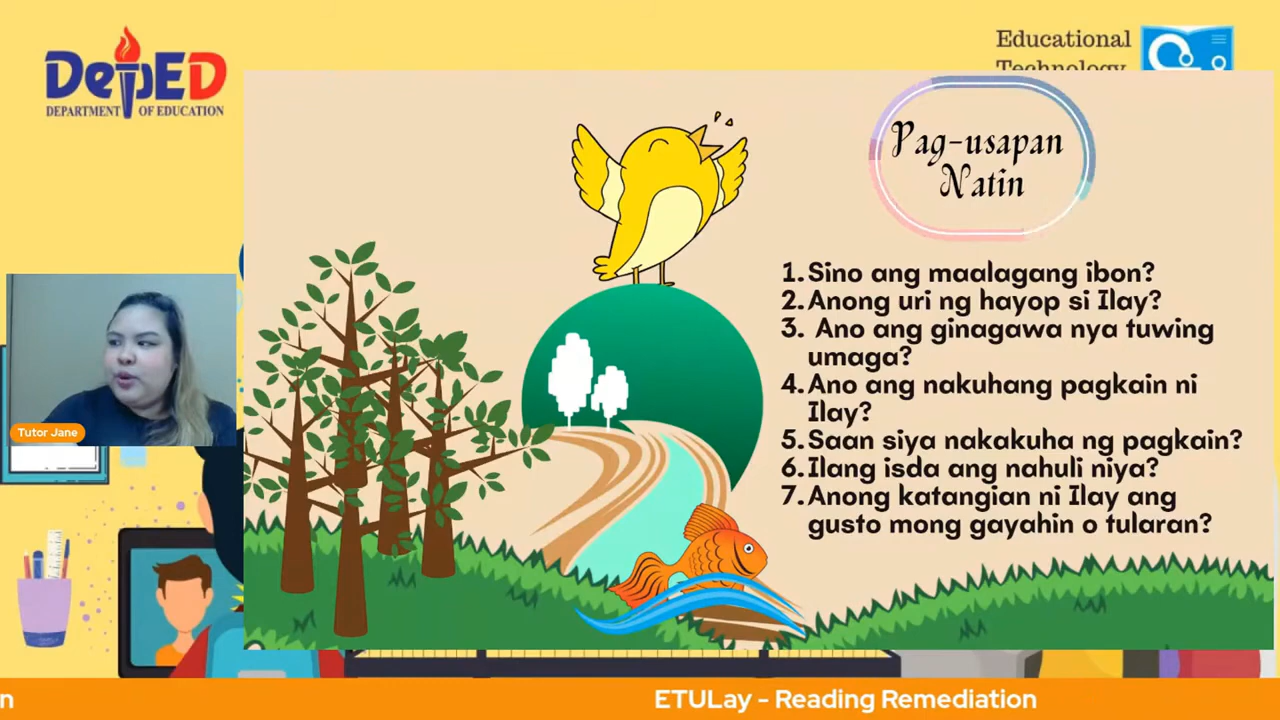 DepED
DEPARTMENT OF EDUCATION
Educational
Technology
Pag-usapan
Natin
1. Sino ang maalagang ibon?
2. Anong uri ng hayop si Ilay?
3. Ano ang ginagawa nya tuwing
umaga?
4. Ano ang nakuhang pagkain ni
Ilay?
5. Saan siya nakakuha ng pagkain?
6. Ilang isda ang nahuli niya?
7. Anong katangian ni Ilay ang
gusto mong gayahin o tularan?
Tutor Jane
n
ETULay - Reading Remediation